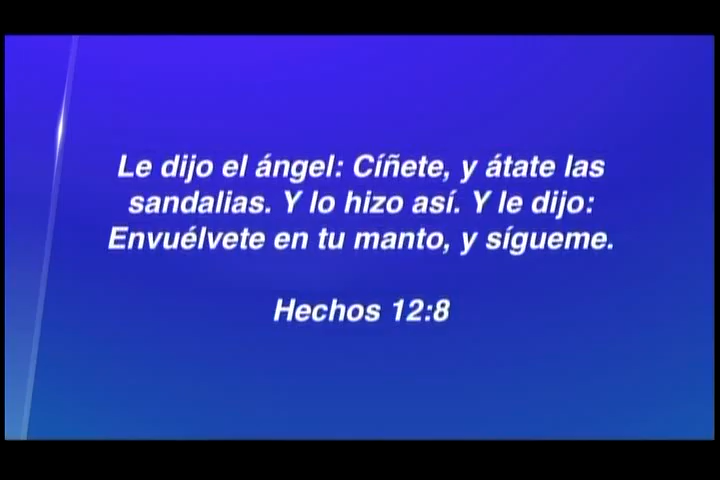 Le dijo el ángel: Cíñete, y átate las
sandalias. Y lo hizo así. Y le dijo:
Envuélvete en tu manto, y sígueme.
Hechos 12:8